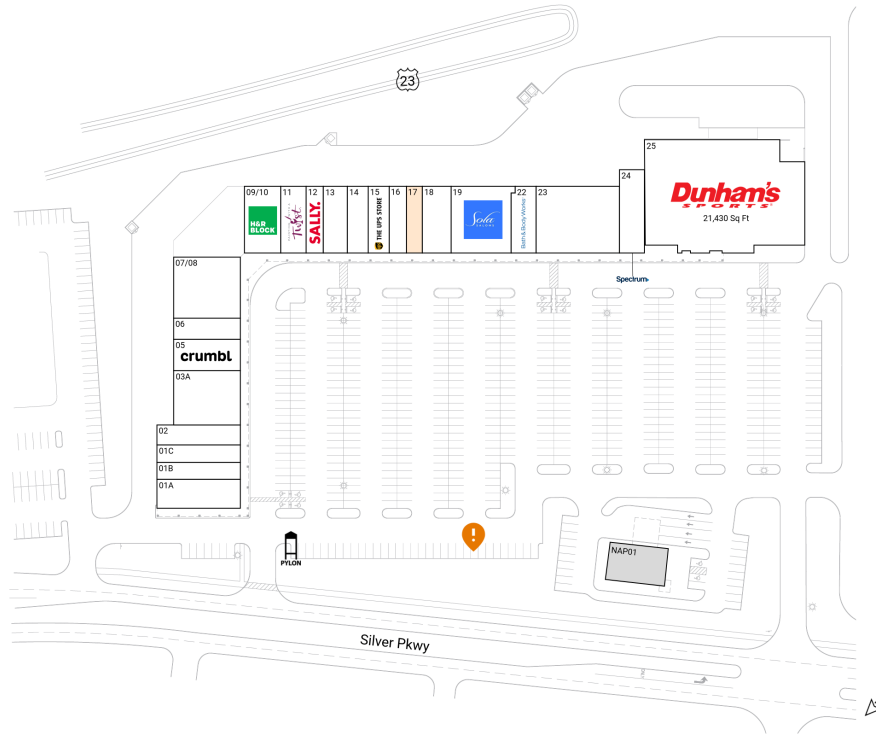 23
25
Dunham's
SPORTS
21,430 Sq Ft
24
09/10
11
12
13
14
15
16
17
18
19
22
23
H&R
BLOCK
Twist
SALLY.
THE UPS STORE
Sola
SALONS
Bath & Body Works
Spectrum
07/08
06
05
crumbl
03A
02
01C
01B
01A
PYLON
!
NAP01
Silver Pkwy